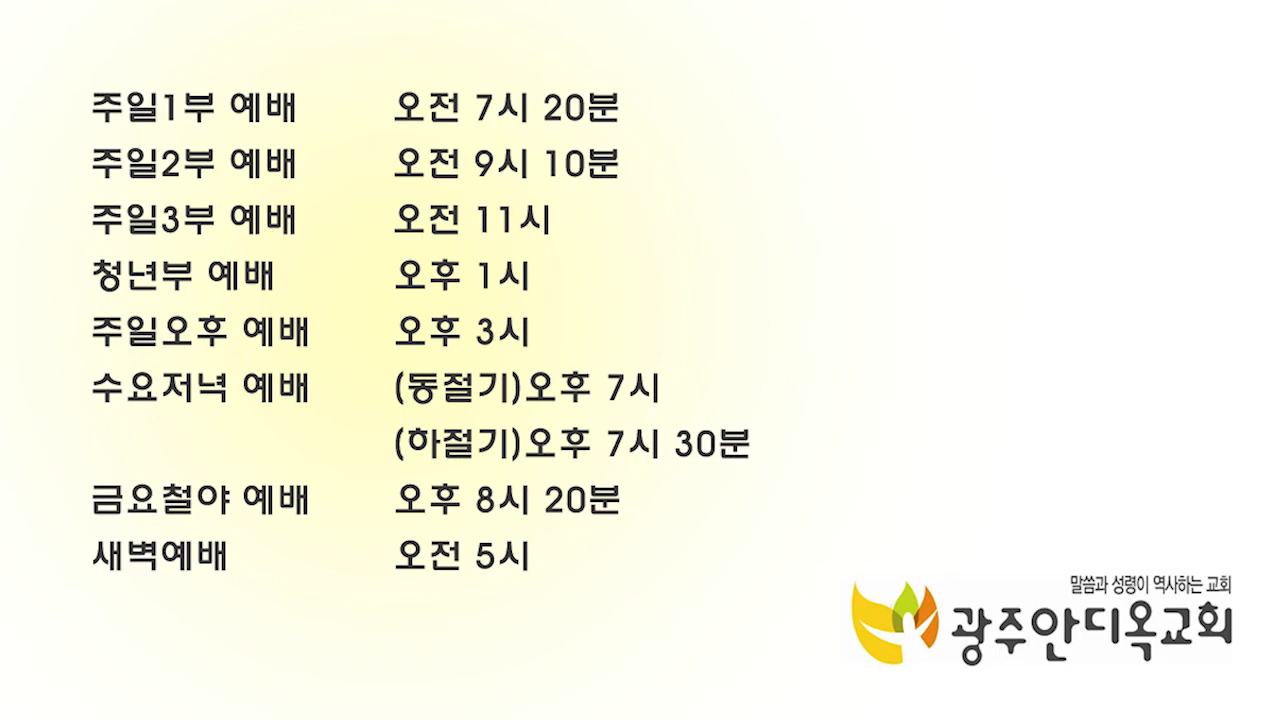 주일1부 예배 오전 7시 20분
주일2부 예배 오전 9시 10분
주일3부 예배 오전 11시
청년부 예배 오후 1시
주일오후 예배 오후 3시
수요저녁 예배 (동절기)오후 7시
(하절기)오후 7시 30분
금요철야 예배 오후 8시 20분
새벽예배 오전 5시
말씀과 성령이 역사하는 교회
광주안디옥교회